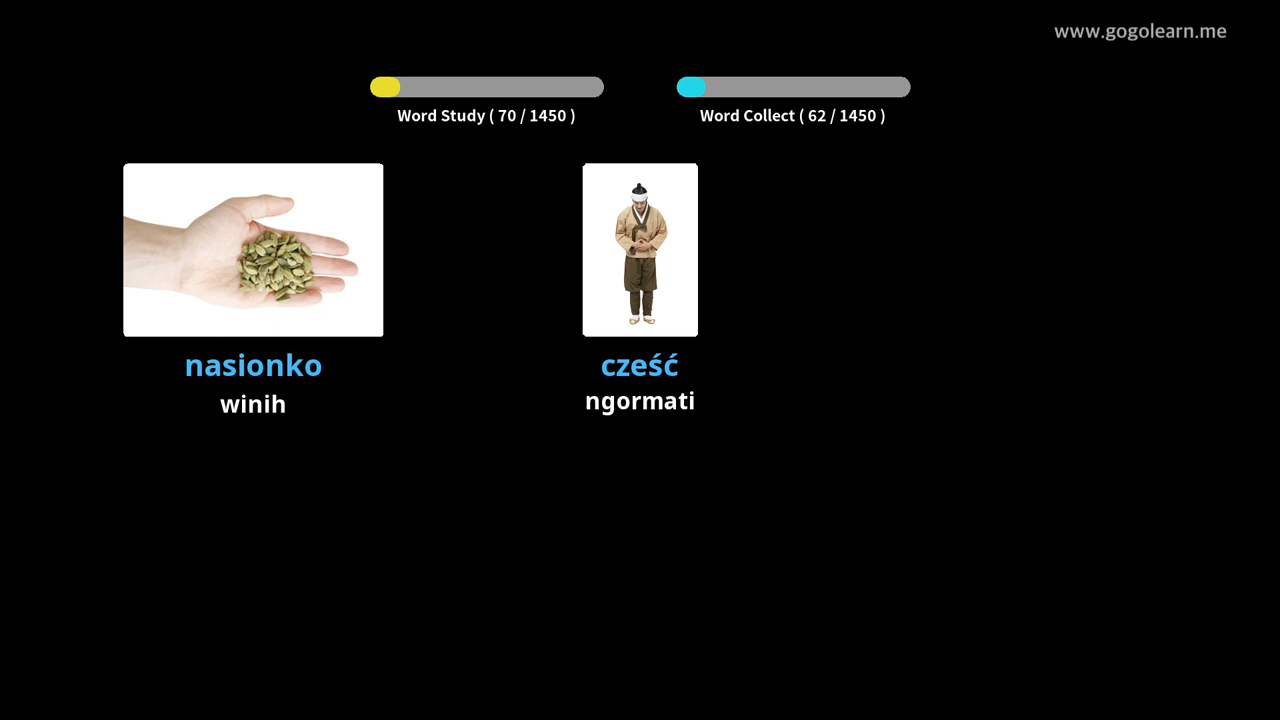 www.gogolearn.me
Word Study ( 70 / 1450 )
Word Collect ( 62 / 1450 )
nasionko
winih
cześć
ngormati